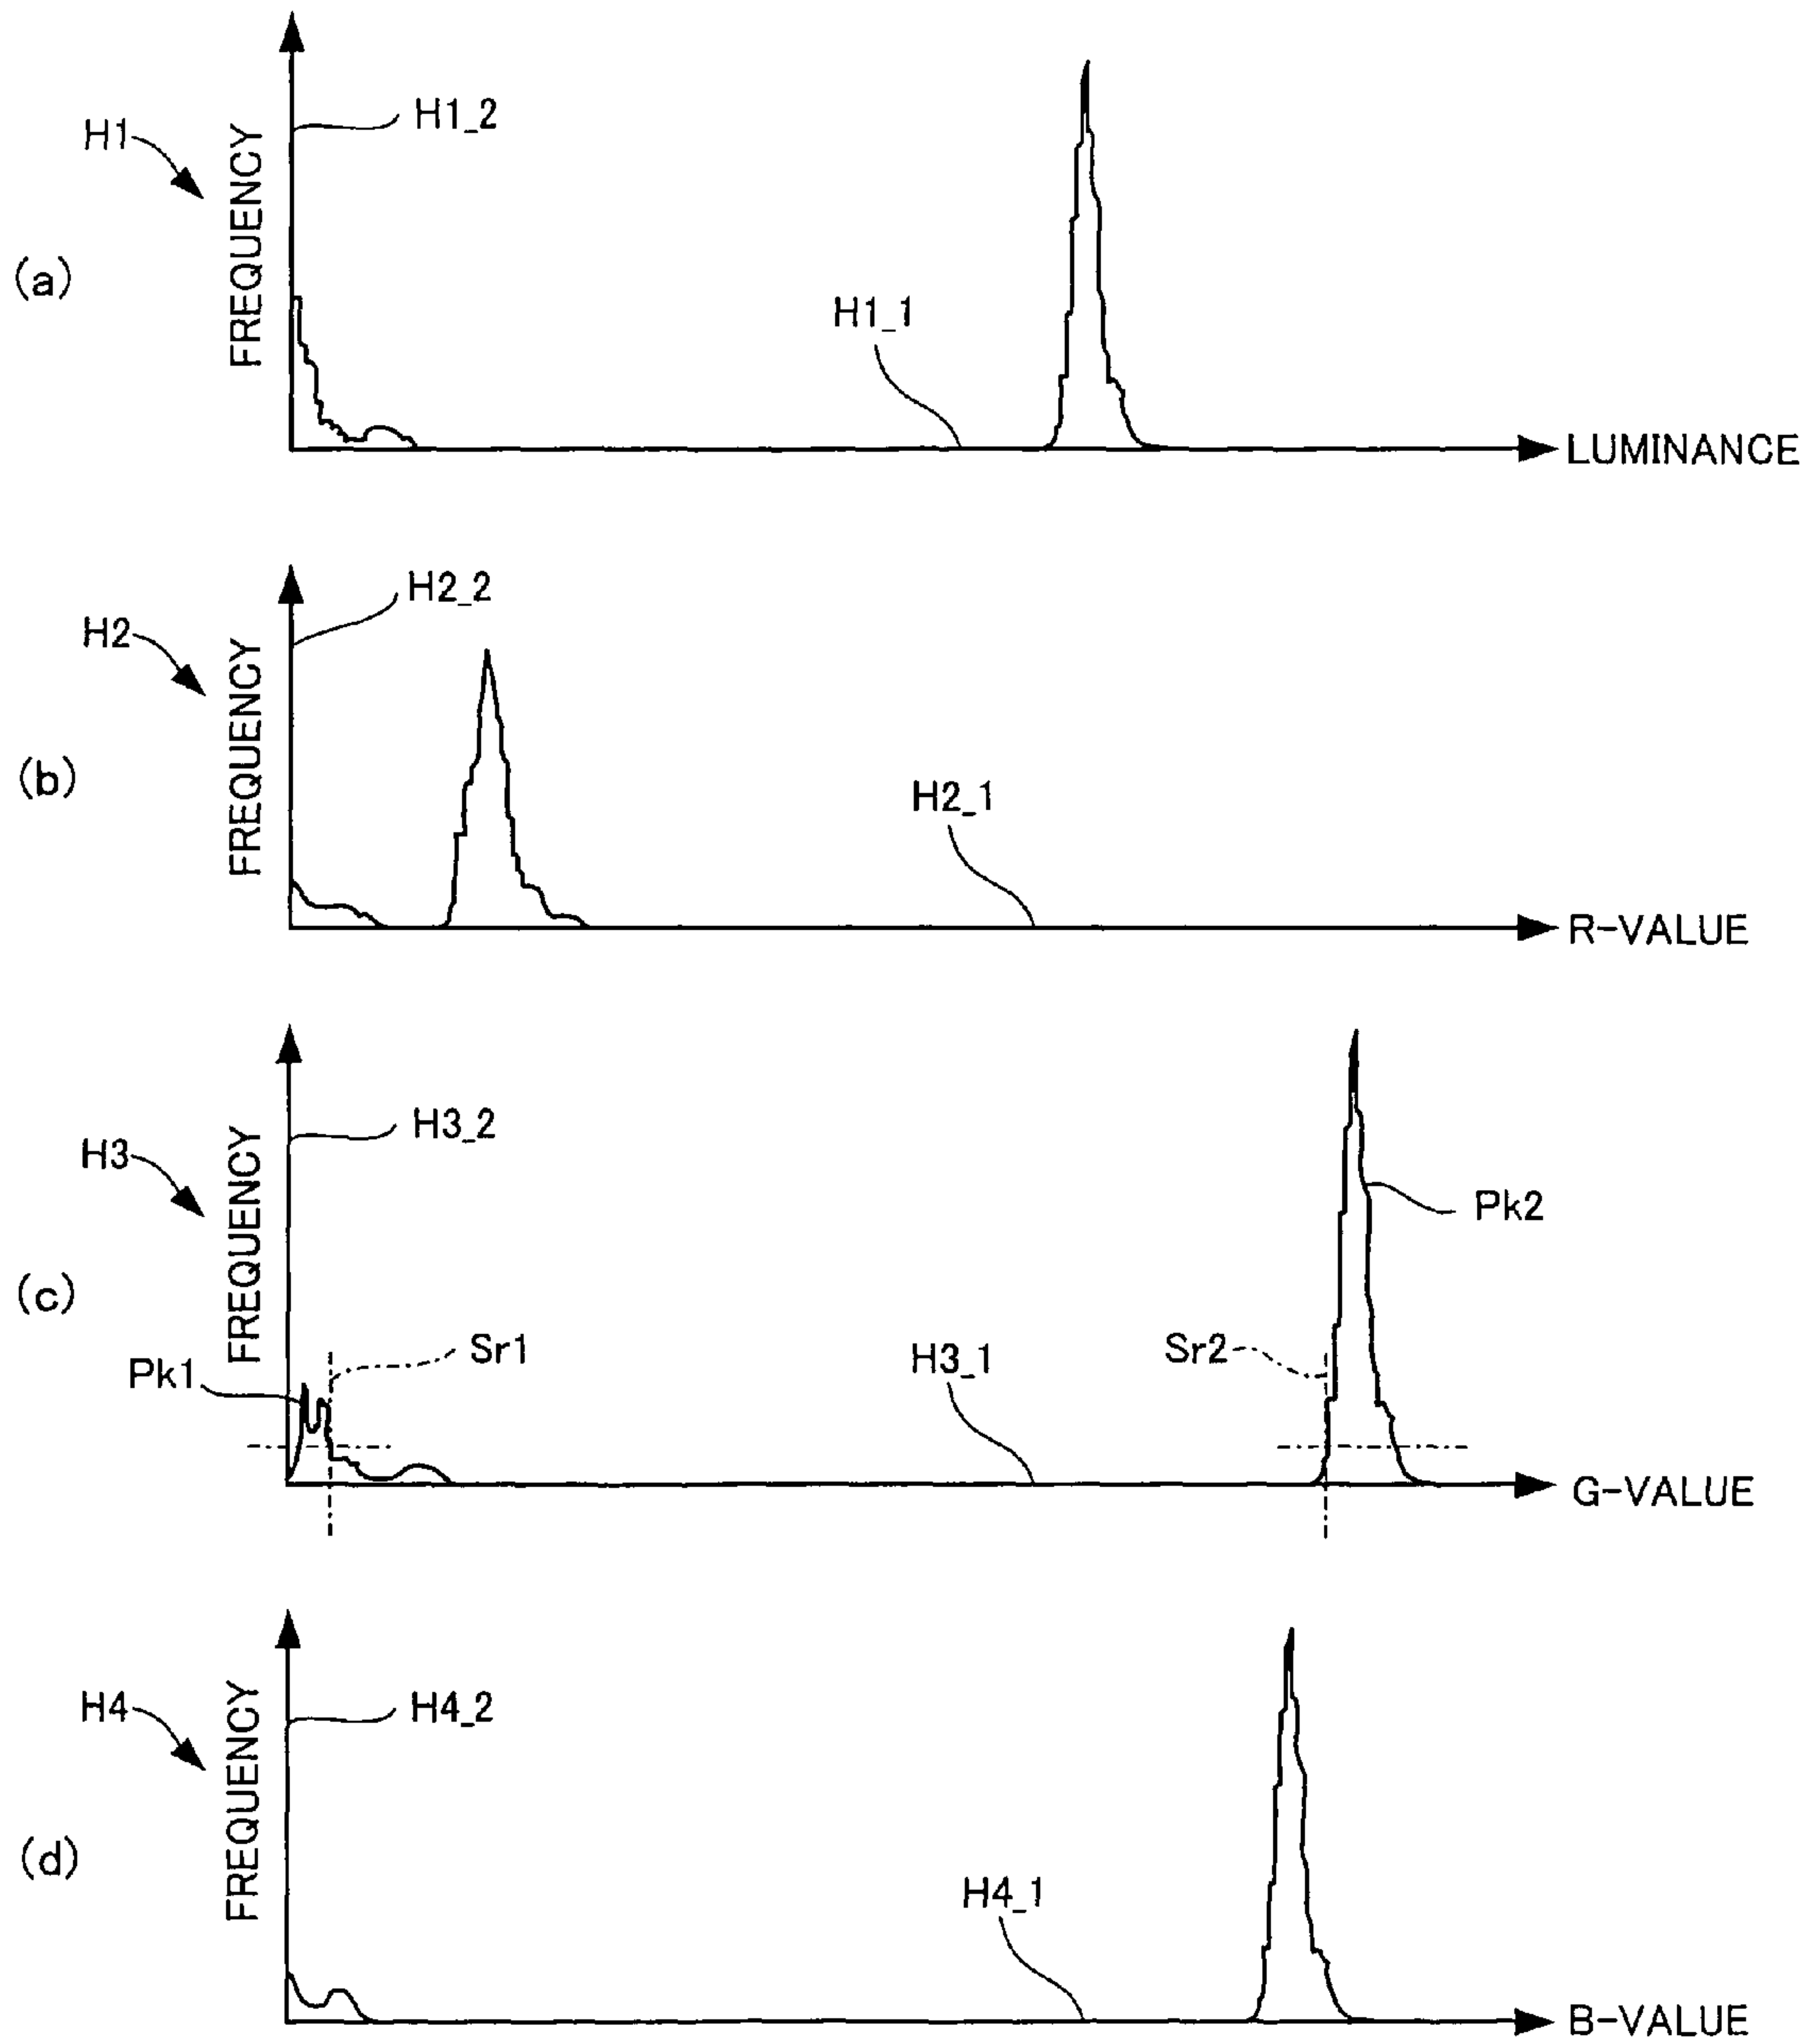 (a)
H1
FREQUENCY
H1_2
H1_1
LUMINANCE
(b)
H2
FREQUENCY
H2_2
H2_1
R-VALUE
(c)
H3
FREQUENCY
H3_2
Pk1
Sr1
H3_1
Sr2
Pk2
G-VALUE
(d)
H4
FREQUENCY
H4_2
H4_1
B-VALUE